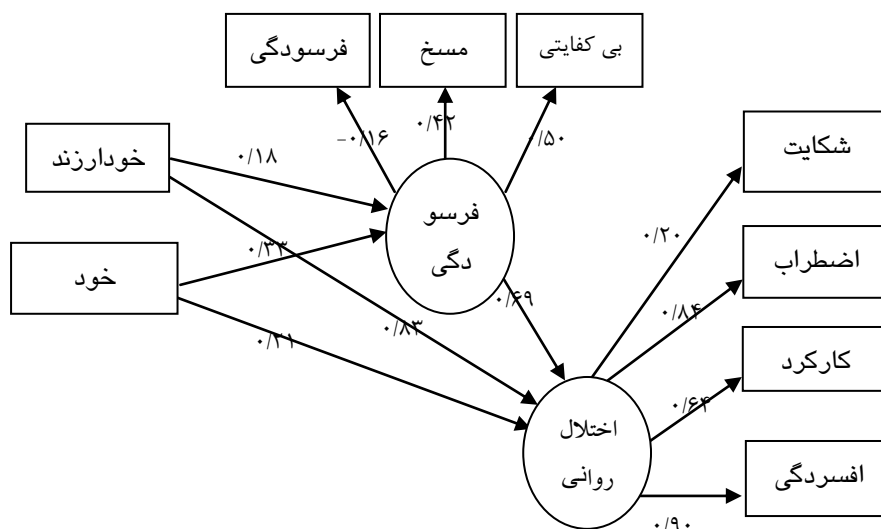 فرسودگی
مسخ
بی کفایتی
-۰/۱۶
۰/۴۲
۰/۵۰
خودارزند
۰/۱۸
فرسو
دگی
شکایت
خود
۰/۳۳
۰/۲۰
اضطراب
۰/۶۹
۰/۸۴
۰/۸۳
۰/۲۱
کارکرد
۰/۶۴
اختلال
روانی
افسردگی
۰/۹۰